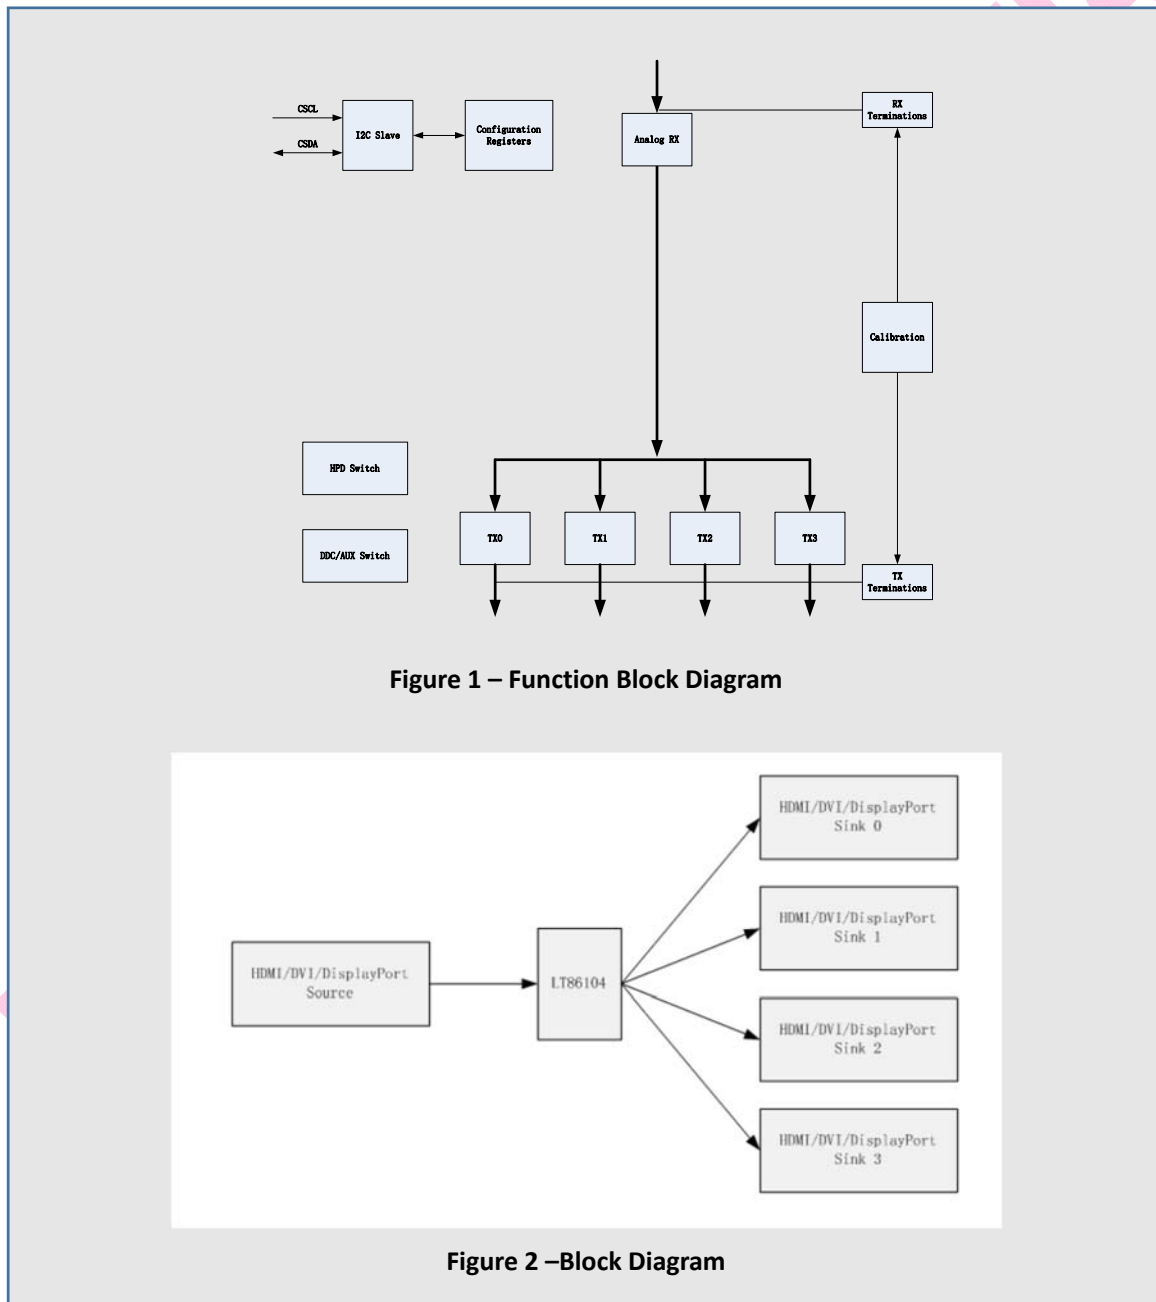 CSCL
CSDA
I2C Slave
Configuration
Registers
Analog RX
RX
Terminations
Calibration
HPD Switch
DDC/AUX Switch
TX0
TX1
TX2
TX3
TX
Terminations
Figure 1 – Function Block Diagram
HDMI/DVI/DisplayPort
Source
LT86104
HDMI/DVI/DisplayPort
Sink 0
HDMI/DVI/DisplayPort
Sink 1
HDMI/DVI/DisplayPort
Sink 2
HDMI/DVI/DisplayPort
Sink 3
Figure 2 –Block Diagram